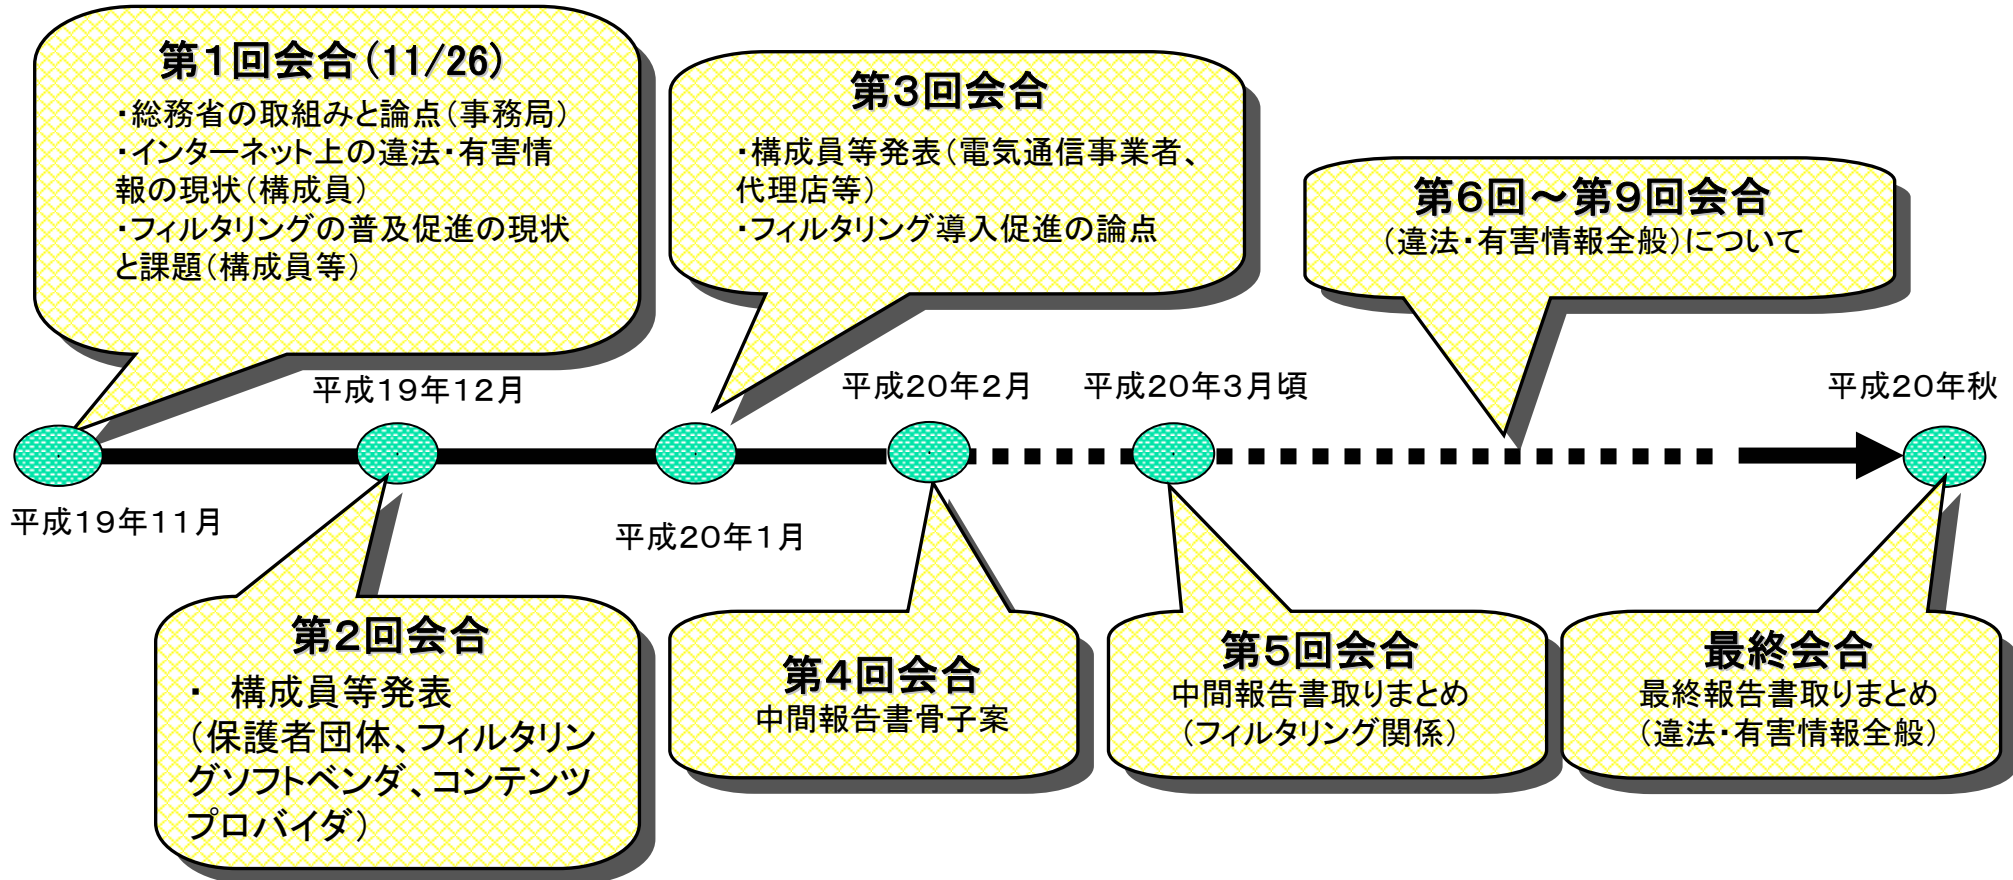 第1回会合(11/26)
・総務省の取組みと論点(事務局)
・インターネット上の違法・有害情
報の現状(構成員)
・フィルタリングの普及促進の現状
と課題(構成員等)
第3回会合
・構成員等発表(電気通信事業者、
代理店等)
・フィルタリング導入促進の論点
第6回～第9回会合
(違法・有害情報全般)について
平成19年12月
平成20年2月
平成20年3月頃
平成20年秋
平成19年11月
平成20年1月
第2回会合
・ 構成員等発表
(保護者団体、フィルタリン
グソフトベンダ、コンテンツ
プロバイダ)
第4回会合
中間報告書骨子案
第5回会合
中間報告書取りまとめ
(フィルタリング関係)
最終会合
最終報告書取りまとめ
(違法・有害情報全般)